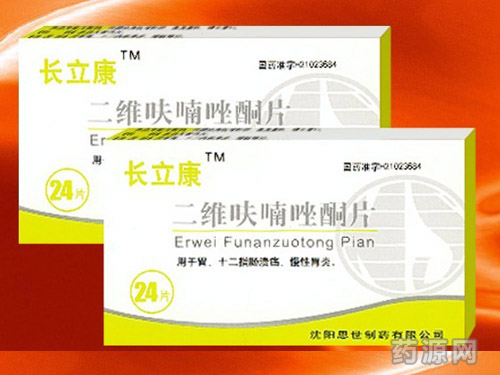 长立康™
国药准字H21023684
二维呋喃唑酮片
Er
用于
24片
长立康™
国药准字H21023684
二维呋喃唑酮片
Erwei Funanzuotong Pian
用于胃、十二指肠溃疡、慢性胃炎。
24片
沈阳恩世制药有限公司
药源网